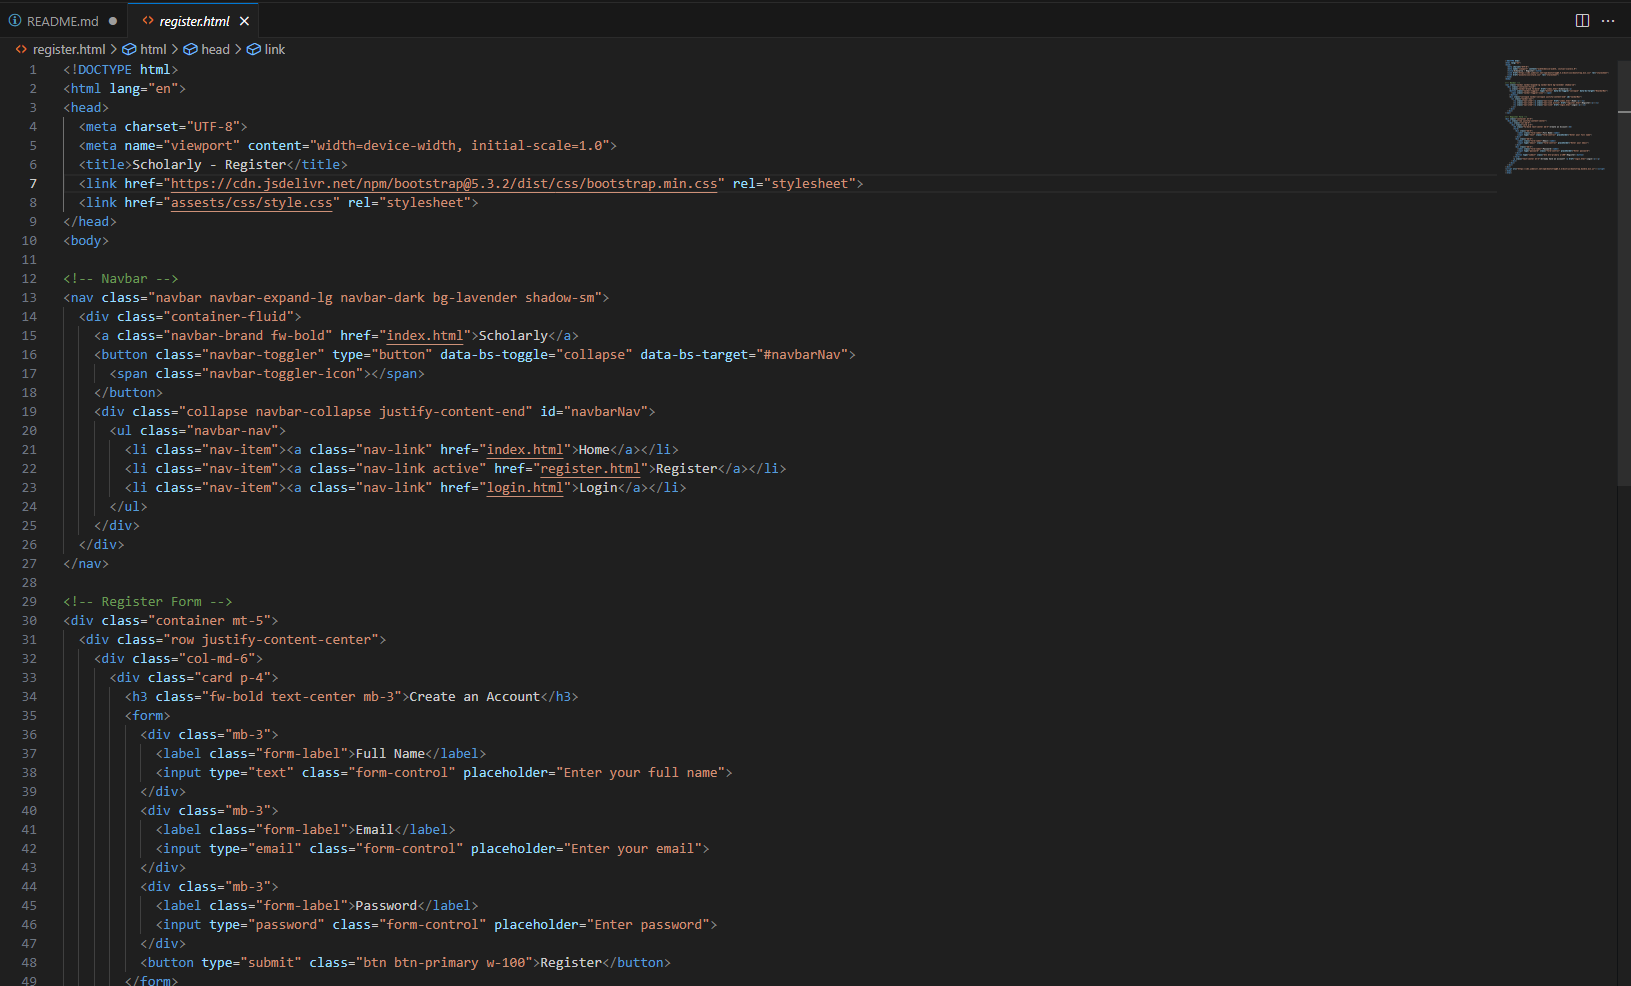 README.md
register.html
register.html > html > head > link
1 <!DOCTYPE html>
2 <html lang="en">
3 <head>
4 <meta charset="UTF-8">
5 <meta name="viewport" content="width=device-width, initial-scale=1.0">
6 <title>Scholarly - Register</title>
7 <link href="https://cdn.jsdelivr.net/npm/bootstrap@5.3.2/dist/css/bootstrap.min.css" rel="stylesheet">
8 <link href="assests/css/style.css" rel="stylesheet">
9 </head>
10 <body>
11
12 <!-- Navbar -->
13 <nav class="navbar navbar-expand-lg navbar-dark bg-lavender shadow-sm">
14 <div class="container-fluid">
15 <a class="navbar-brand fw-bold" href="index.html">Scholarly</a>
16 <button class="navbar-toggler" type="button" data-bs-toggle="collapse" data-bs-target="#navbarNav">
17 <span class="navbar-toggler-icon"></span>
18 </button>
19 <div class="collapse navbar-collapse justify-content-end" id="navbarNav">
20 <ul class="navbar-nav">
21 <li class="nav-item"><a class="nav-link" href="index.html">Home</a></li>
22 <li class="nav-item"><a class="nav-link active" href="register.html">Register</a></li>
23 <li class="nav-item"><a class="nav-link" href="login.html">Login</a></li>
24 </ul>
25 </div>
26 </div>
27 </nav>
28
29 <!-- Register Form -->
30 <div class="container mt-5">
31 <div class="row justify-content-center">
32 <div class="col-md-6">
33 <div class="card p-4">
34 <h3 class="fw-bold text-center mb-3">Create an Account</h3>
35 <form>
36 <div class="mb-3">
37 <label class="form-label">Full Name</label>
38 <input type="text" class="form-control" placeholder="Enter your full name">
39 </div>
40 <div class="mb-3">
41 <label class="form-label">Email</label>
42 <input type="email" class="form-control" placeholder="Enter your email">
43 </div>
44 <div class="mb-3">
45 <label class="form-label">Password</label>
46 <input type="password" class="form-control" placeholder="Enter password">
47 </div>
48 <button type="submit" class="btn btn-primary w-100">Register</button>
49 </form>